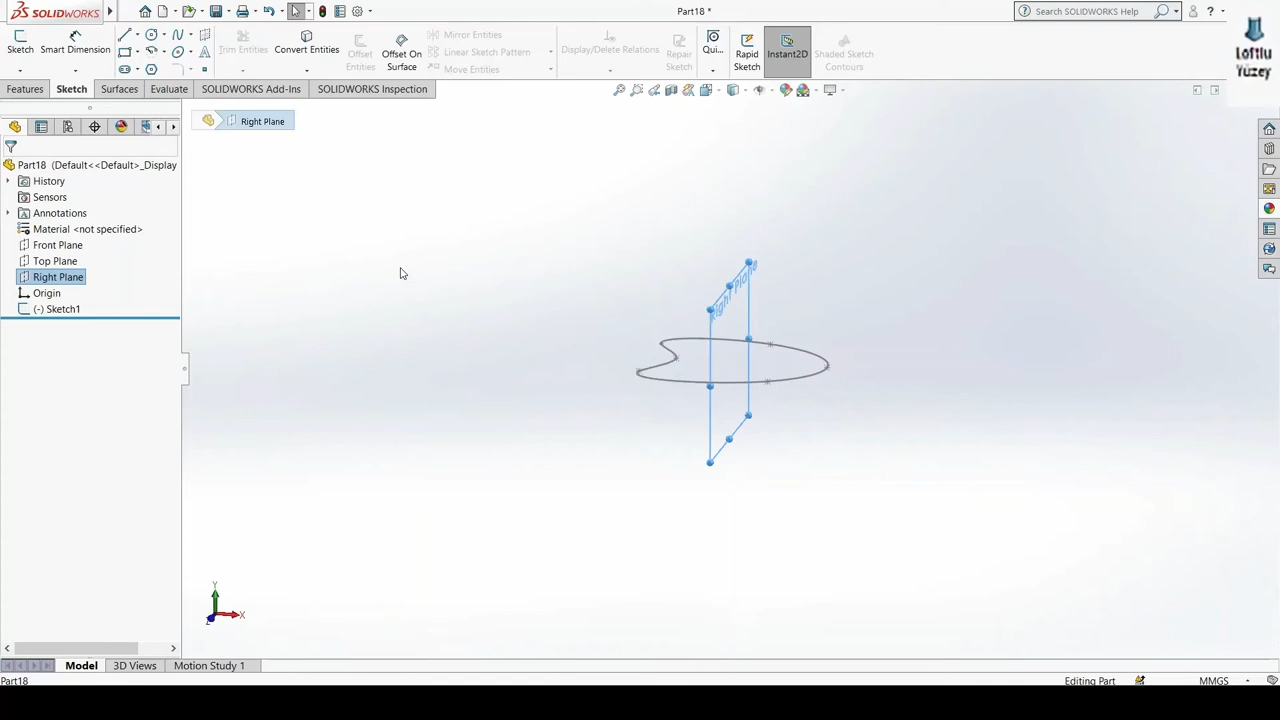 SOLIDWORKS
Part18 *
Search SOLIDWORKS Help
?
Loftlu
Yüzey
Sketch
Smart Dimension
Trim Entities
Convert Entities
Offset
Entities
Offset On
Surface
Mirror Entities
Linear Sketch Pattern
Move Entities
Display/Delete Relations
Repair
Sketch
Qui...
Rapid
Sketch
Instant2D
Shaded Sketch
Contours
Features
Sketch
Surfaces
Evaluate
SOLIDWORKS Add-Ins
SOLIDWORKS Inspection
Right Plane
Part18 (Default<<Default>_Display
History
Sensors
Annotations
Material <not specified>
Front Plane
Top Plane
Right Plane
Origin
(-) Sketch1
Right Plane
Y
X
Z
Model
3D Views
Motion Study 1
Part18
Editing Part
MMGS